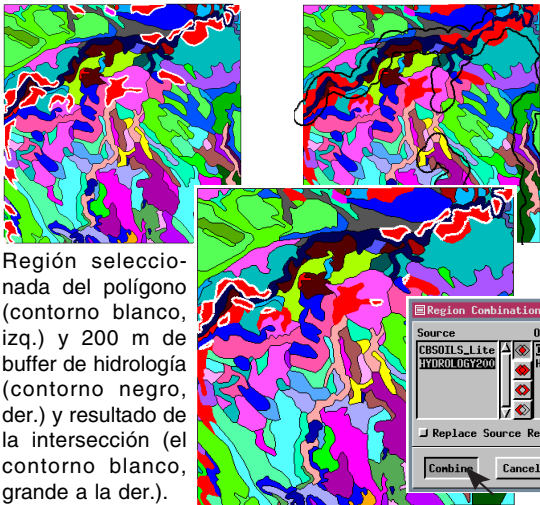 Región seleccio-
nada del polígono
(contorno blanco,
izq.) y 200 m de
buffer de hidrología
(contorno negro,
der.) y resultado de
la intersección (el
contorno blanco,
grande a la der.).
Region Combination
Source
CBSOILS_Lite
HYDROLOGY200
Replace Source Re
Combine
Cancel